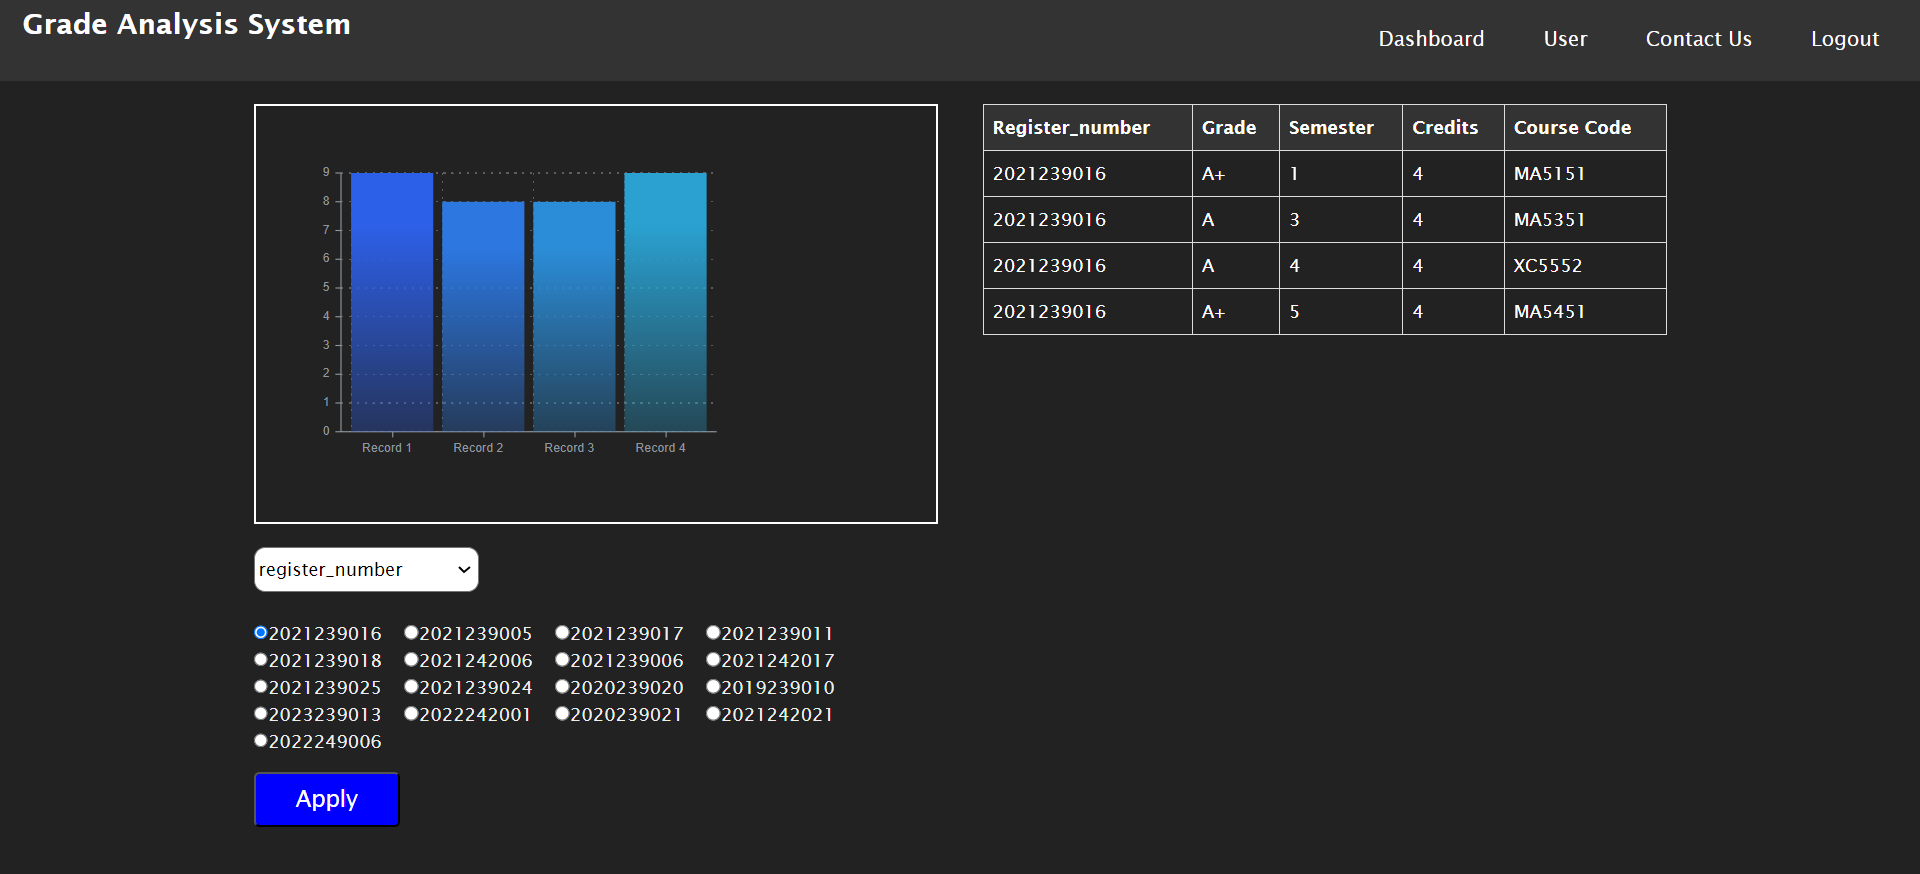 Grade Analysis System
Dashboard User Contact Us Logout
9
8
7
6
5
4
3
2
1
0
Record 1 Record 2 Record 3 Record 4
Register_number Grade Semester Credits Course Code
2021239016 A+ 1 4 MA5151
2021239016 A 3 4 MA5351
2021239016 A 4 4 XC5552
2021239016 A+ 5 4 MA5451
register_number
2021239016 2021239005 2021239017 2021239011
2021239018 2021242006 2021239006 2021242017
2021239025 2021239024 2020239020 2019239010
2023239013 2022242001 2020239021 2021242021
2022249006
Apply